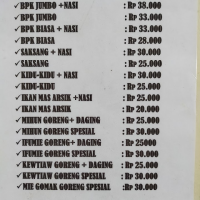 ✓BPK JUMBO +NASI : Rp 38.000
✓BPK JUMBO : Rp 33.000
✓BPK BIASA + NASI : Rp 33.000
✓BPK BIASA : Rp 28.000
✓SAKSANG + NASI : Rp 30.000
✓SAKSANG : Rp 25.000
✓KIDU-KIDU + NASI : Rp 30.000
✓KIDU-KIDU : Rp 25.000
✓IKAN MAS ARSIK +NASI : Rp 25.000
✓IKAN MAS ARSIK : Rp 20.000
✓MIHUN GORENG+ DAGING : Rp 25.000
✓MIHUN GORENG SPESIAL : Rp 30.000
✓IFUMIE GORENG+ DAGING : Rp 25000
✓IFUMIE GORENG SPESIAL : Rp 30.000
✓KEWTIAW GORENG + DAGING : Rp 25.000
✓KEWTIAW GORENG SPESIAL : Rp 30.000
✓MIE GOMAK GORENG SPESIAL :Rp 30.000